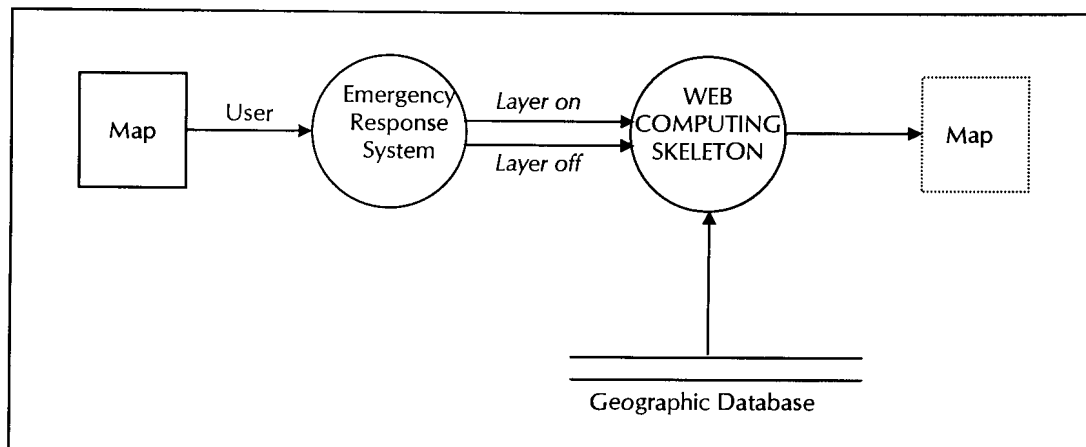 Map
User
Emergency
Response
System
Layer on
Layer off
WEB
COMPUTING
SKELETON
Map
Geographic Database